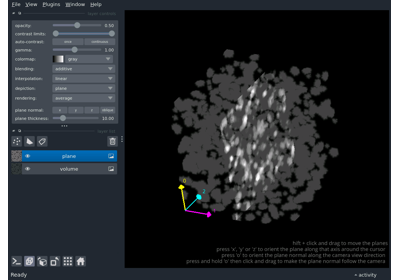 File View Plugins Window Help
opacity: 0.50
contrast limits:
auto-contrast: once continuous
gamma: 1.00
colormap: gray
blending: additive
interpolation: linear
depiction: plane
rendering: average
plane normal: x y z oblique
plane thickness: 10.00
plane
volume
shift + click and drag to move the planes
press 'x', 'y' or 'z' to orient the plane along that axis around the cursor
press 'o' to orient the plane normal along the camera view direction
press and hold 'o' then click and drag to make the plane normal follow the camera
Ready
activity